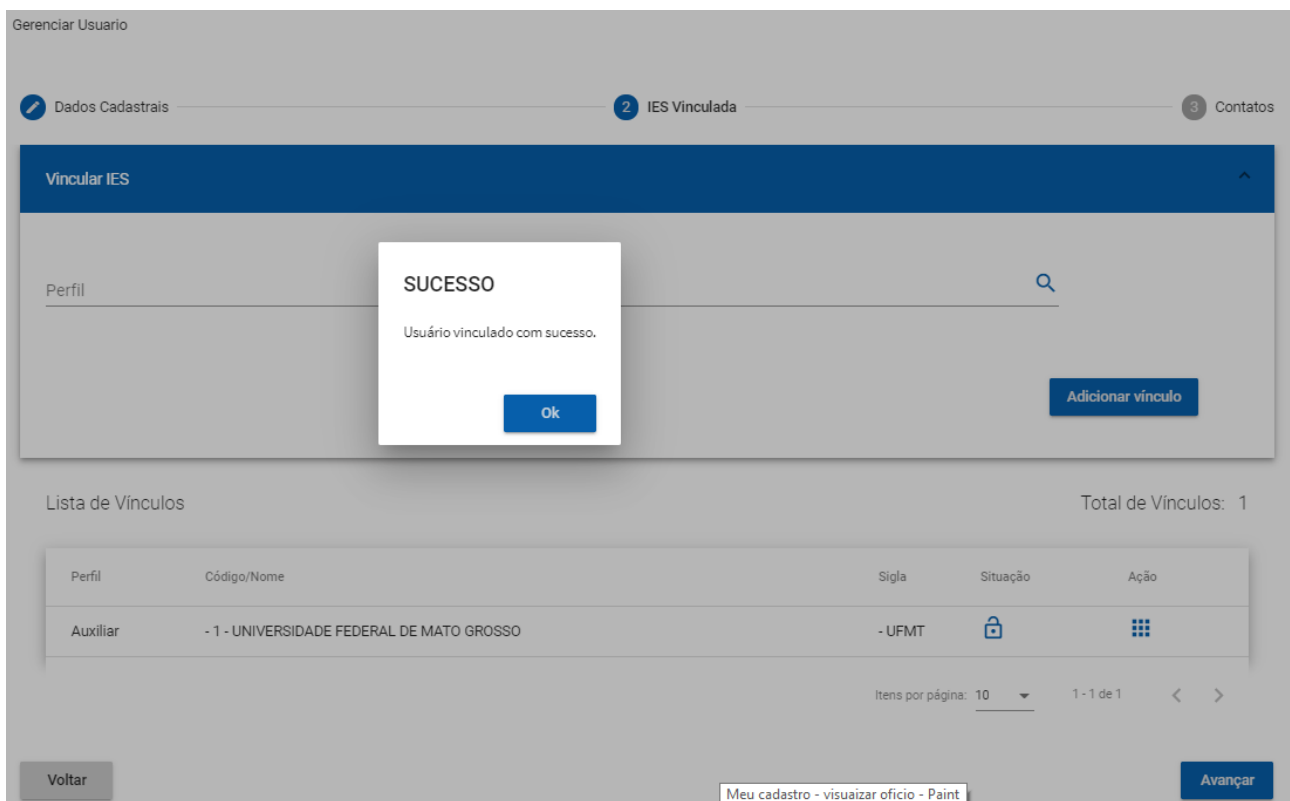 Gerenciar Usuario
Dados Cadastrais
2 IES Vinculada
3 Contatos
Vincular IES
Perfil
SUCESSO
Usuário vinculado com sucesso.
Ok
Adicionar vínculo
Lista de Vínculos
Total de Vínculos: 1
Perfil Código/Nome Sigla Situação Ação
Auxiliar - 1 - UNIVERSIDADE FEDERAL DE MATO GROSSO - UFMT
Itens por página: 10 1 - 1 de 1
Voltar
Avançar
Meu cadastro - visuaizar oficio - Paint